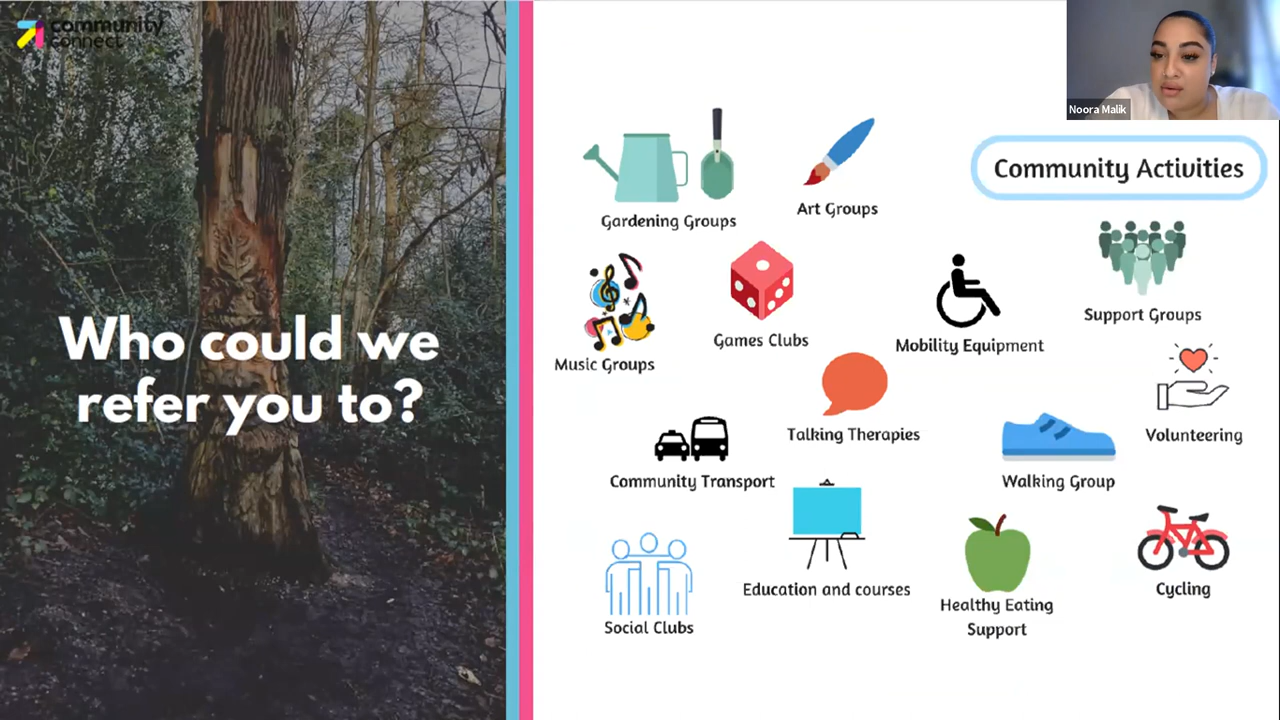 community
connect
Who could we
refer you to?
Noora Malik
Community Activities
Gardening Groups
Art Groups
Music Groups
Games Clubs
Mobility Equipment
Support Groups
Talking Therapies
Volunteering
Community Transport
Walking Group
Social Clubs
Education and courses
Healthy Eating
Support
Cycling